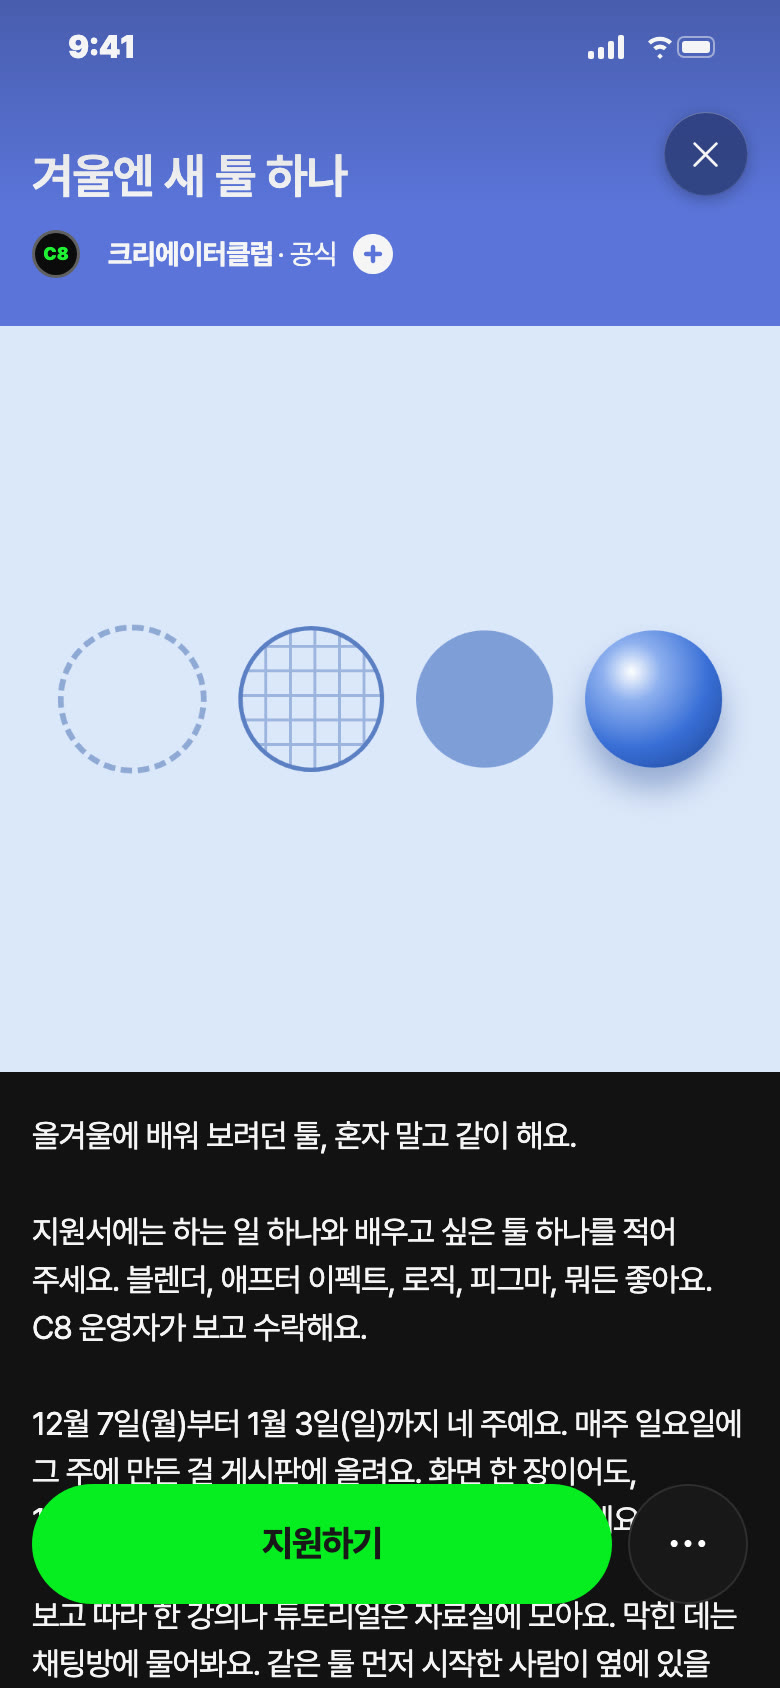 9:41
겨울엔 새 툴 하나
C8
크리에이터클럽 · 공식
올겨울에 배워 보려던 툴, 혼자 말고 같이 해요.
지원서에는 하는 일 하나와 배우고 싶은 툴 하나를 적어
주세요. 블렌더, 애프터 이펙트, 로직, 피그마, 뭐든 좋아요.
C8 운영자가 보고 수락해요.
12월 7일(월)부터 1월 3일(일)까지 네 주예요. 매주 일요일에
그 주에 만든 걸 게시판에 올려요. 화면 한 장이어도,
지원하기
보고 따라 한 강의나 튜토리얼은 자료실에 모아요. 막힌 데는
채팅방에 물어봐요. 같은 툴 먼저 시작한 사람이 옆에 있을